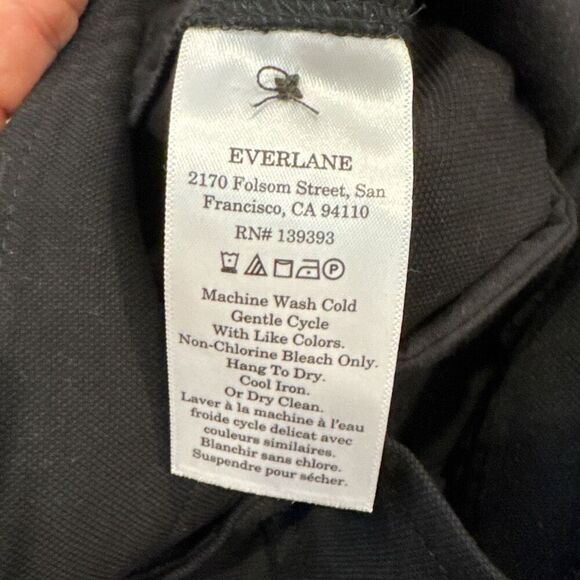 EVERLANE
2170 Folsom Street, San
Francisco, CA 94110
RN# 139393
P
Machine Wash Cold
Gentle Cycle
With Like Colors.
Non-Chlorine Bleach Only.
Hang To Dry.
Cool Iron.
Or Dry Clean.
Laver à la machine à l'eau
froide cycle délicat avec
couleurs similaires.
Blanchir sans chlore.
Suspendre pour sécher.